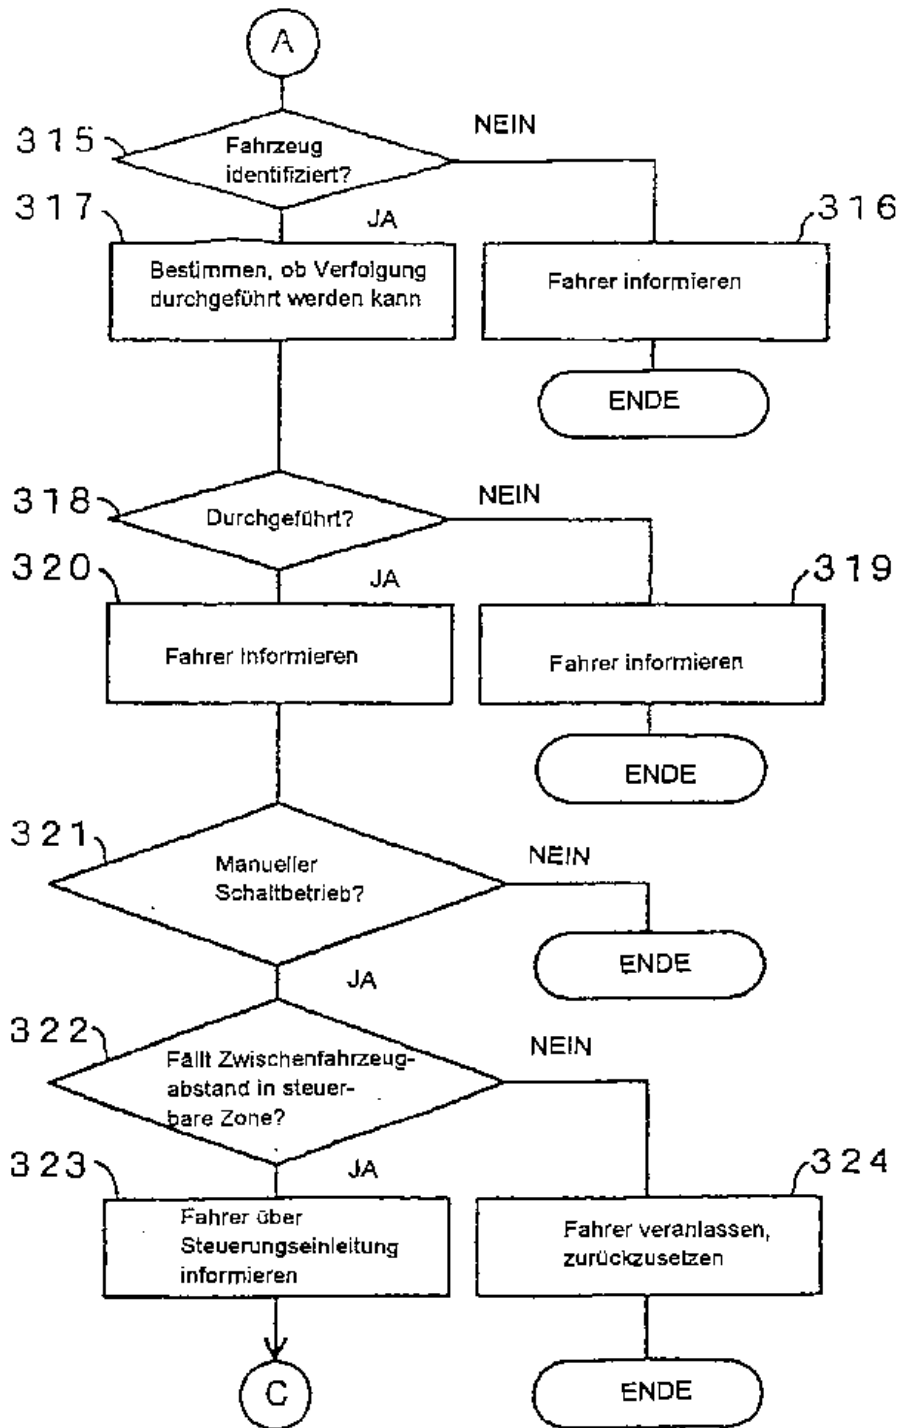 A
315
Fahrzeug
identifiziert?
NEIN
317
JA
316
Bestimmen, ob Verfolgung
durchgeführt werden kann
Fahrer informieren
ENDE
318
Durchgeführt?
NEIN
320
JA
319
Fahrer Informieren
Fahrer informieren
ENDE
321
Manueller
Schaltbetrieb?
NEIN
ENDE
JA
322
Fällt Zwischenfahrzeug-
abstand in steuer-
bare Zone?
NEIN
323
JA
324
Fahrer über
Steuerungseinleitung
informieren
Fahrer veranlassen,
zurückzusetzen
C
ENDE